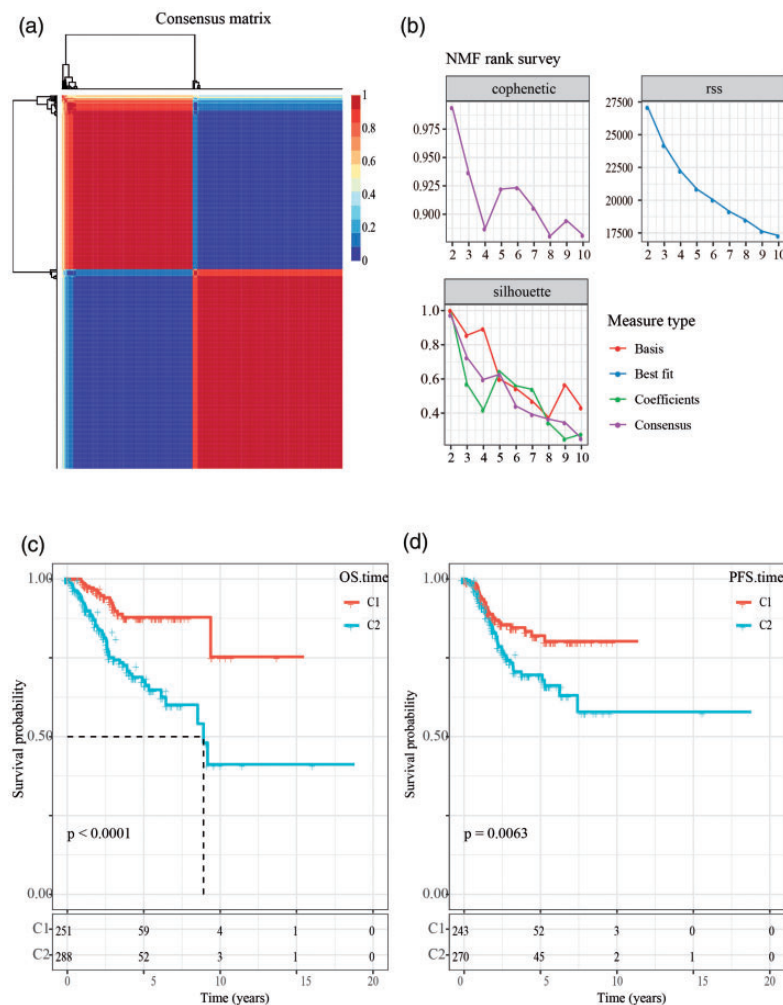 (a)
Consensus matrix
1
0.8
0.6
0.4
0.2
0
(b)
NMF rank survey
cophenetic
0.975
0.950
0.925
0.900
2 3 4 5 6 7 8 9 10
rss
27500
25000
22500
20000
17500
2 3 4 5 6 7 8 9 10
silhouette
1.0
0.8
0.6
0.4
2 3 4 5 6 7 8 9 10
Measure type
Basis
Best fit
Coefficients
Consensus
(c)
OS.time
C1
C2
1.00
0.50
0.00
Survival probability
p < 0.0001
C1 251 59 4 1 0
C2 288 52 3 1 0
0 5 10 15 20
Time (years)
(d)
PFS.time
C1
C2
1.00
0.50
0.00
Survival probability
p = 0.0063
C1 243 52 3 0 0
C2 270 45 2 1 0
0 5 10 15 20
Time (years)